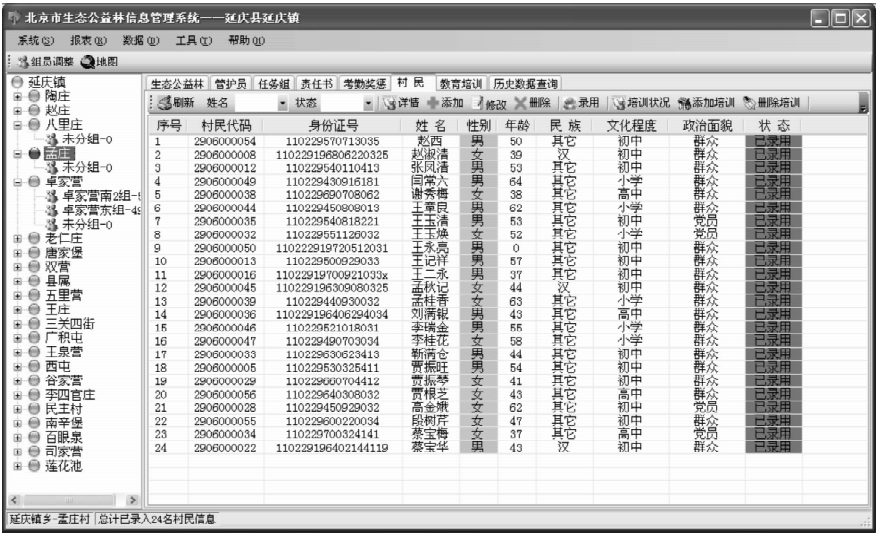 北京市生态公益林信息管理系统——延庆县延庆镇
系统(S) 报表(R) 数据(D) 工具(T) 帮助(H)
组员调整 地图
延庆镇
陶庄
赵庄
八里庄
未分组-0
孟庄
未分组-0
卓家营
卓家营南2组-
卓家营东组-4
未分组-0
老仁庄
唐家堡
双营
县属
五里营
王庄
三关四街
广积屯
王泉营
西屯
谷家营
李四官庄
民主村
南辛堡
百眼泉
司家营
莲花池
生态公益林 管护员 任务组 责任书 考勤奖惩 村民 教育培训 历史数据查询
刷新 姓名 状态 详情 添加 修改 删除 录用 培训状况 添加培训 删除培训
序号 村民代码 身份证号 姓名 性别 年龄 民族 文化程度 政治面貌 状态
1 2906000054 110229570713035 赵西 男 50 其它 初中 群众 已录用
2 2906000008 110229196806220325 赵淑清 女 39 汉 初中 群众 已录用
3 2906000012 110229540110413 张凤清 男 53 其它 初中 群众 已录用
4 2906000049 110229430916181 闫常六 男 64 其它 小学 群众 已录用
5 2906000038 110229690708062 谢秀梅 女 38 其它 高中 群众 已录用
6 2906000044 110229450808013 王章良 男 62 其它 小学 群众 已录用
7 2906000035 110229540818221 王玉清 男 53 其它 初中 党员 已录用
8 2906000032 110229551126032 王玉焕 女 52 其它 小学 党员 已录用
9 2906000050 110222919720512031 王永亮 男 0 其它 初中 群众 已录用
10 2906000013 110229500929033 王记祥 男 57 其它 初中 群众 已录用
11 2906000016 11022919700921033x 王二永 男 37 其它 初中 群众 已录用
12 2906000045 110229196309080325 孟秋记 女 44 汉 初中 群众 已录用
13 2906000039 110229440930032 孟桂香 女 63 其它 小学 群众 已录用
14 2906000036 110229196406294034 刘满银 男 43 其它 高中 群众 已录用
15 2906000046 110229521018031 李瑞金 男 55 其它 小学 群众 已录用
16 2906000047 110229490703034 李桂花 女 58 其它 小学 群众 已录用
17 2906000033 110229630623413 靳满仓 男 44 其它 初中 群众 已录用
18 2906000005 110229530325411 贾振旺 男 54 其它 初中 群众 已录用
19 2906000029 110229660704412 贾振琴 女 41 其它 初中 群众 已录用
20 2906000056 110229640308032 贾根芝 女 43 其它 高中 群众 已录用
21 2906000028 110229450929032 高金娥 女 62 其它 初中 党员 已录用
22 2906000055 110229600220034 段树芹 女 47 其它 初中 群众 已录用
23 2906000034 110229700324141 蔡宝梅 女 37 其它 高中 党员 已录用
24 2906000022 110229196402144119 蔡宝华 男 43 汉 初中 群众 已录用
延庆镇乡-孟庄村 总计已录入24名村民信息